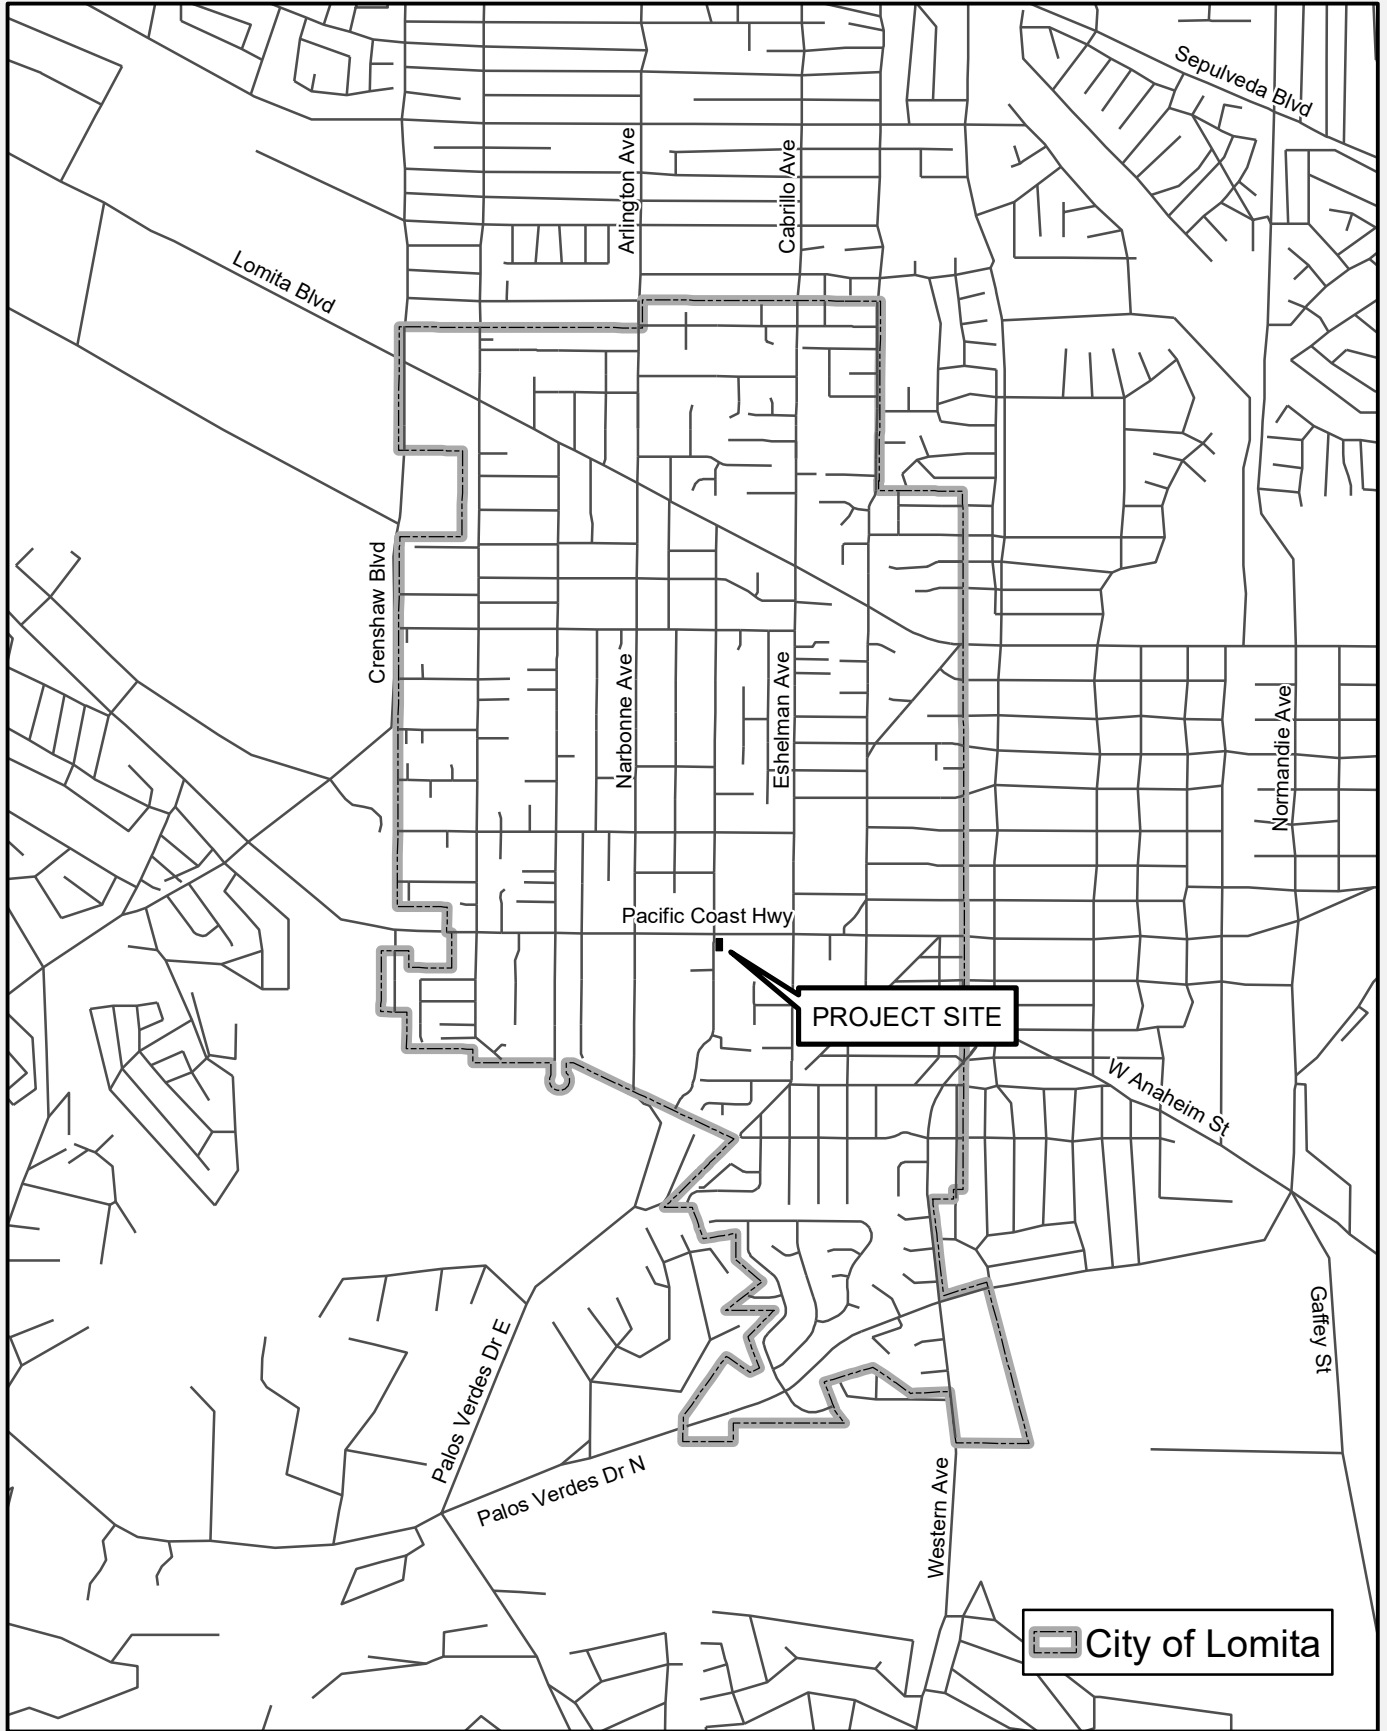 Sepulveda Blvd
Arlington Ave
Cabrillo Ave
Lomita Blvd
Crenshaw Blvd
Narbonne Ave
Eshelman Ave
Normandie Ave
Pacific Coast Hwy
PROJECT SITE
W Anaheim St
Gaffey St
Palos Verdes Dr E
Palos Verdes Dr N
Western Ave
City of Lomita